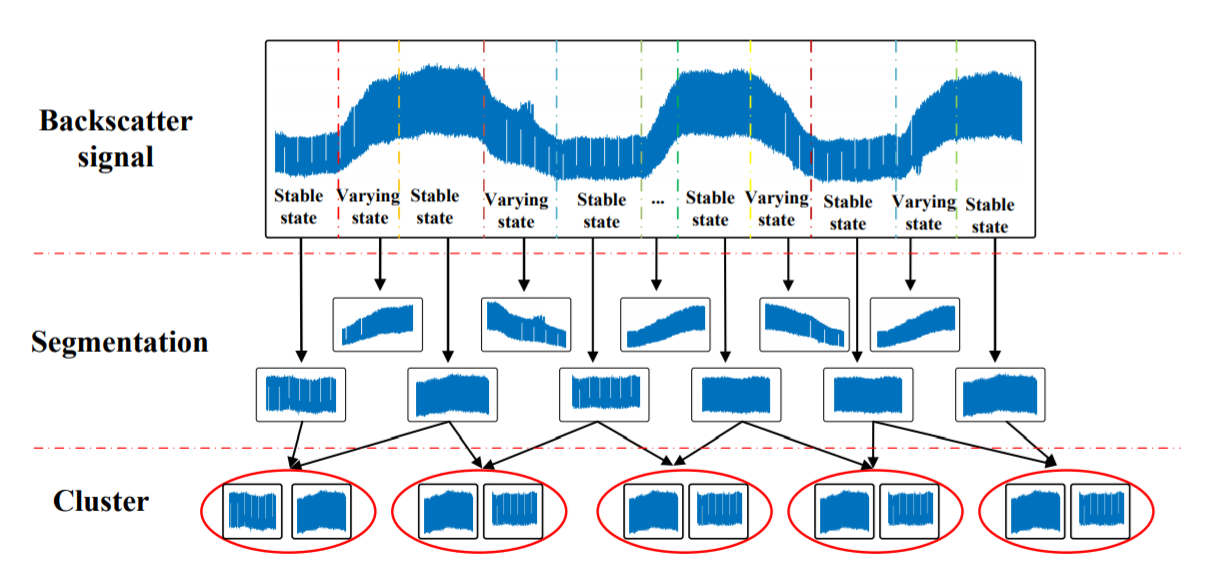 Backscatter
signal
Stable
state
Varying
state
Stable
state
Varying
state
Stable
state
...
Stable
state
Varying
state
Stable
state
Varying
state
Stable
state
Segmentation
Cluster